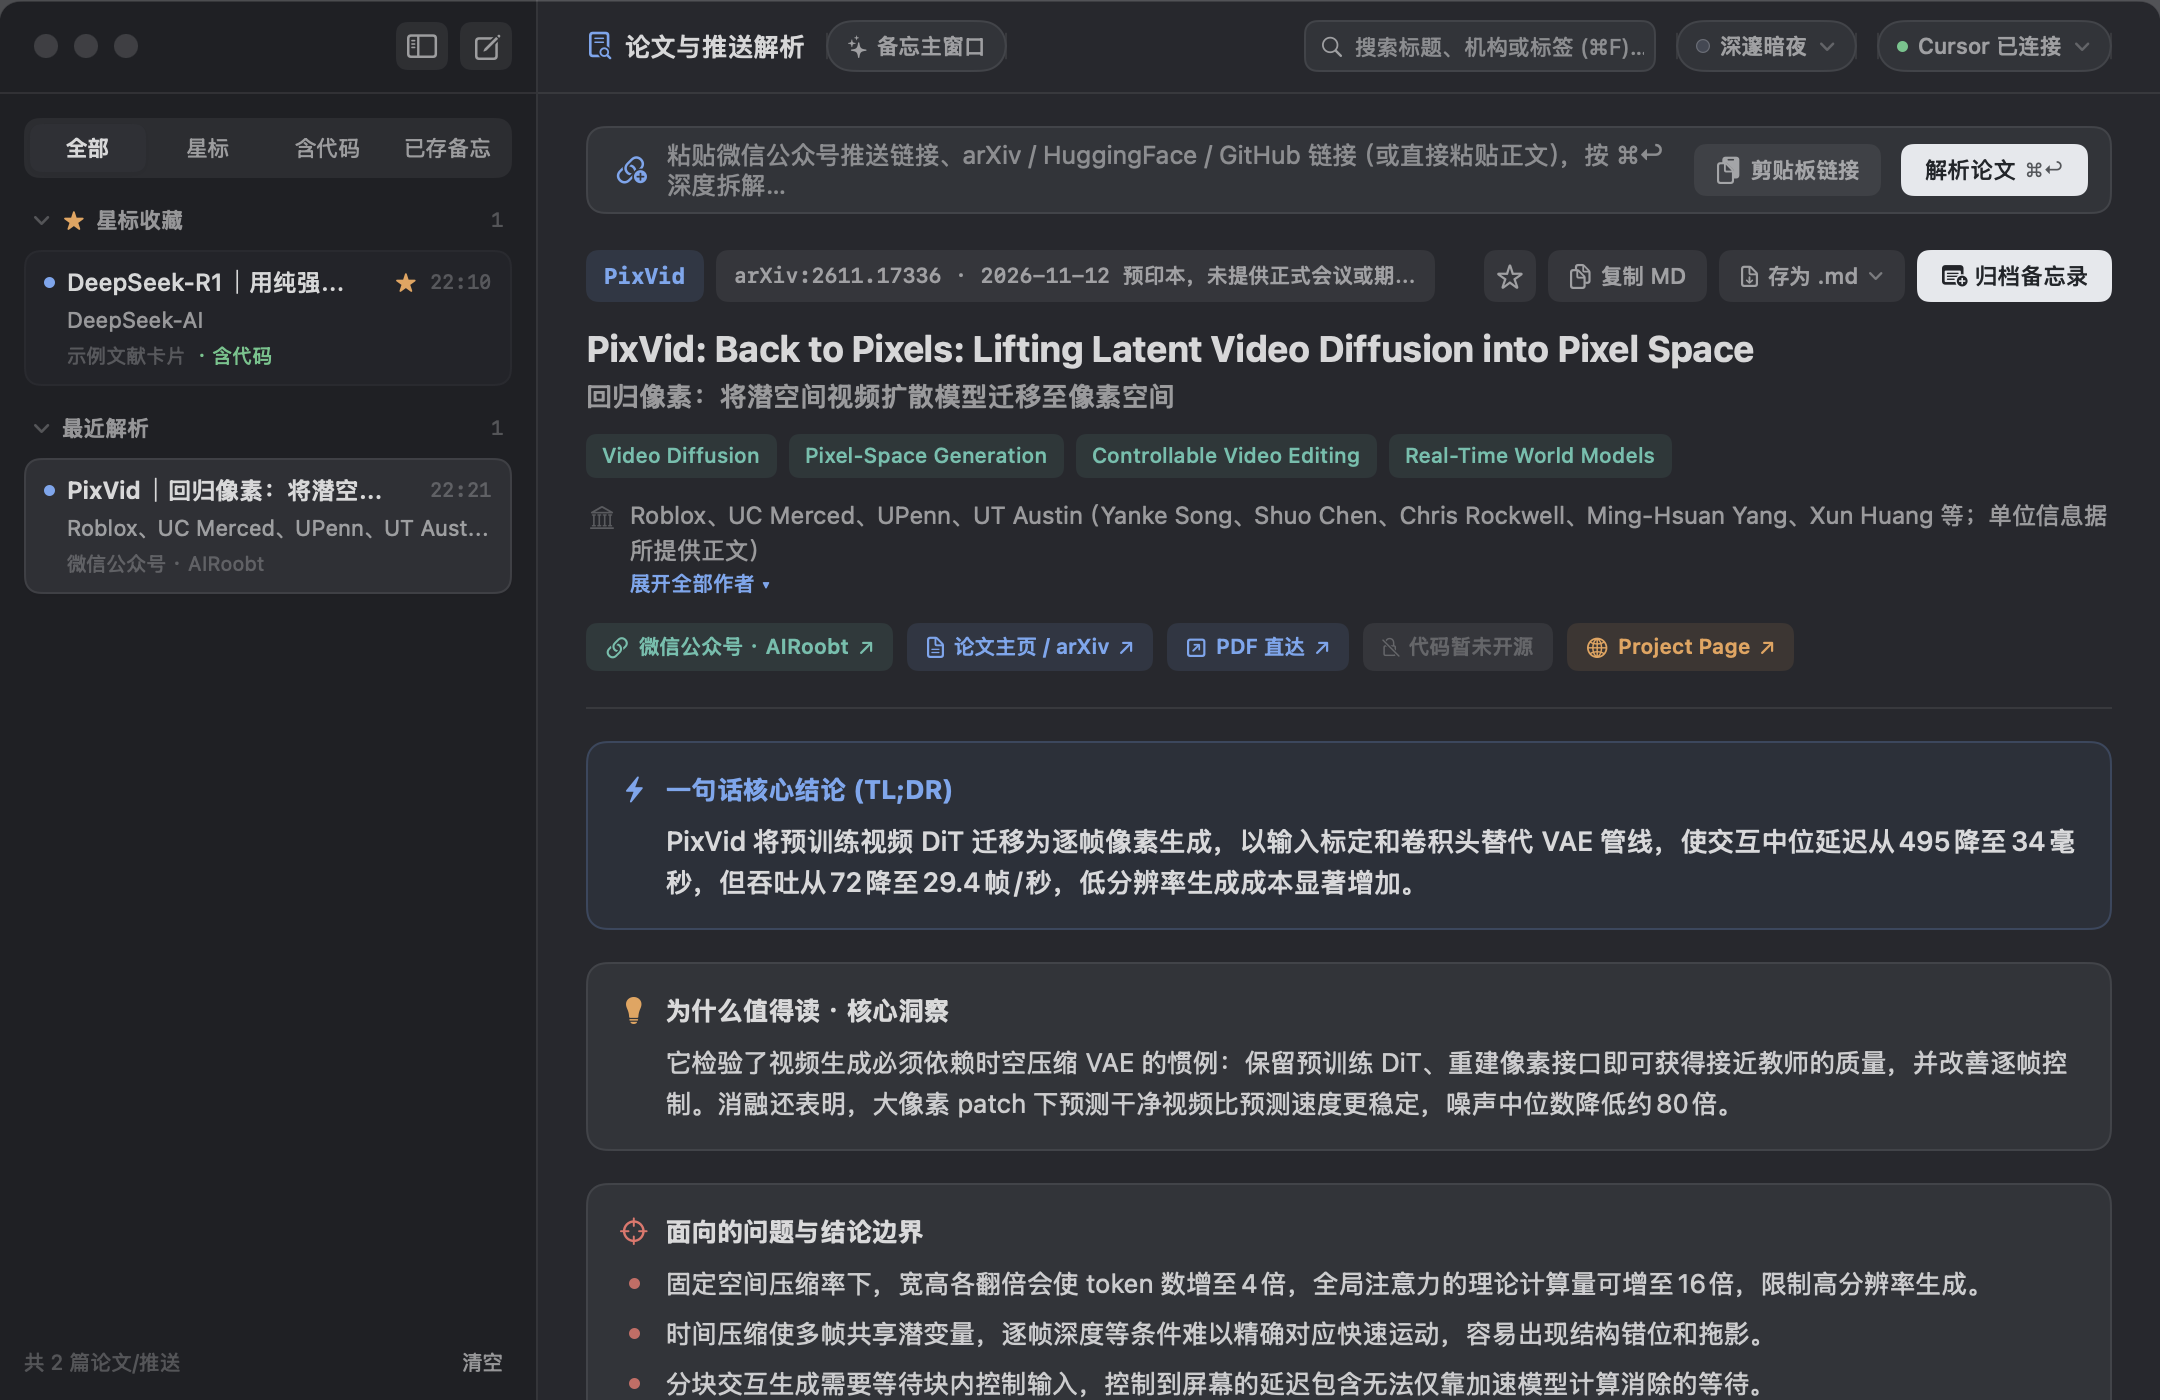 论文与推送解析
备忘主窗口
搜索标题、机构或标签 (⌘F)...
深邃暗夜
Cursor 已连接
全部
星标
含代码
已存备忘
星标收藏
1
DeepSeek-R1｜用纯强...
22:10
DeepSeek-AI
示例文献卡片 · 含代码
最近解析
1
PixVid｜回归像素：将潜空...
22:21
Roblox、UC Merced、UPenn、UT Aust...
微信公众号 · AIRoobt
共 2 篇论文/推送
清空
粘贴微信公众号推送链接、arXiv / HuggingFace / GitHub 链接 (或直接粘贴正文)，按 ⌘↩
深度拆解...
剪贴板链接
解析论文 ⌘↩
PixVid
arXiv:2611.17336 · 2026-11-12 预印本，未提供正式会议或期...
复制 MD
存为 .md
归档备忘录
PixVid: Back to Pixels: Lifting Latent Video Diffusion into Pixel Space
回归像素：将潜空间视频扩散模型迁移至像素空间
Video Diffusion
Pixel-Space Generation
Controllable Video Editing
Real-Time World Models
Roblox、UC Merced、UPenn、UT Austin (Yanke Song、Shuo Chen、Chris Rockwell、Ming-Hsuan Yang、Xun Huang 等；单位信息据
所提供正文)
展开全部作者 ▾
微信公众号 · AIRoobt ↗
论文主页 / arXiv ↗
PDF 直达 ↗
代码暂未开源
Project Page ↗
一句话核心结论 (TL;DR)
PixVid 将预训练视频 DiT 迁移为逐帧像素生成，以输入标定和卷积头替代 VAE 管线，使交互中位延迟从 495 降至 34 毫
秒，但吞吐从 72 降至 29.4 帧/秒，低分辨率生成成本显著增加。
为什么值得读 · 核心洞察
它检验了视频生成必须依赖时空压缩 VAE 的惯例：保留预训练 DiT、重建像素接口即可获得接近教师的质量，并改善逐帧控
制。消融还表明，大像素 patch 下预测干净视频比预测速度更稳定，噪声中位数降低约 80 倍。
面向的问题与结论边界
固定空间压缩率下，宽高各翻倍会使 token 数增至 4 倍，全局注意力的理论计算量可增至 16 倍，限制高分辨率生成。
时间压缩使多帧共享潜变量，逐帧深度等条件难以精确对应快速运动，容易出现结构错位和拖影。
分块交互生成需要等待块内控制输入，控制到屏幕的延迟包含无法仅靠加速模型计算消除的等待。